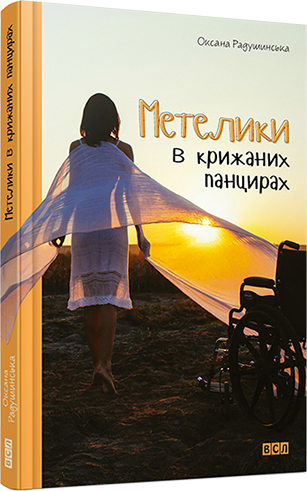 Оксана Радушинська
Метелики
в крижаних
панцирах
ВСЛ
Метелики в крижаних панцирах
Оксана
Радушинська
ВСЛ